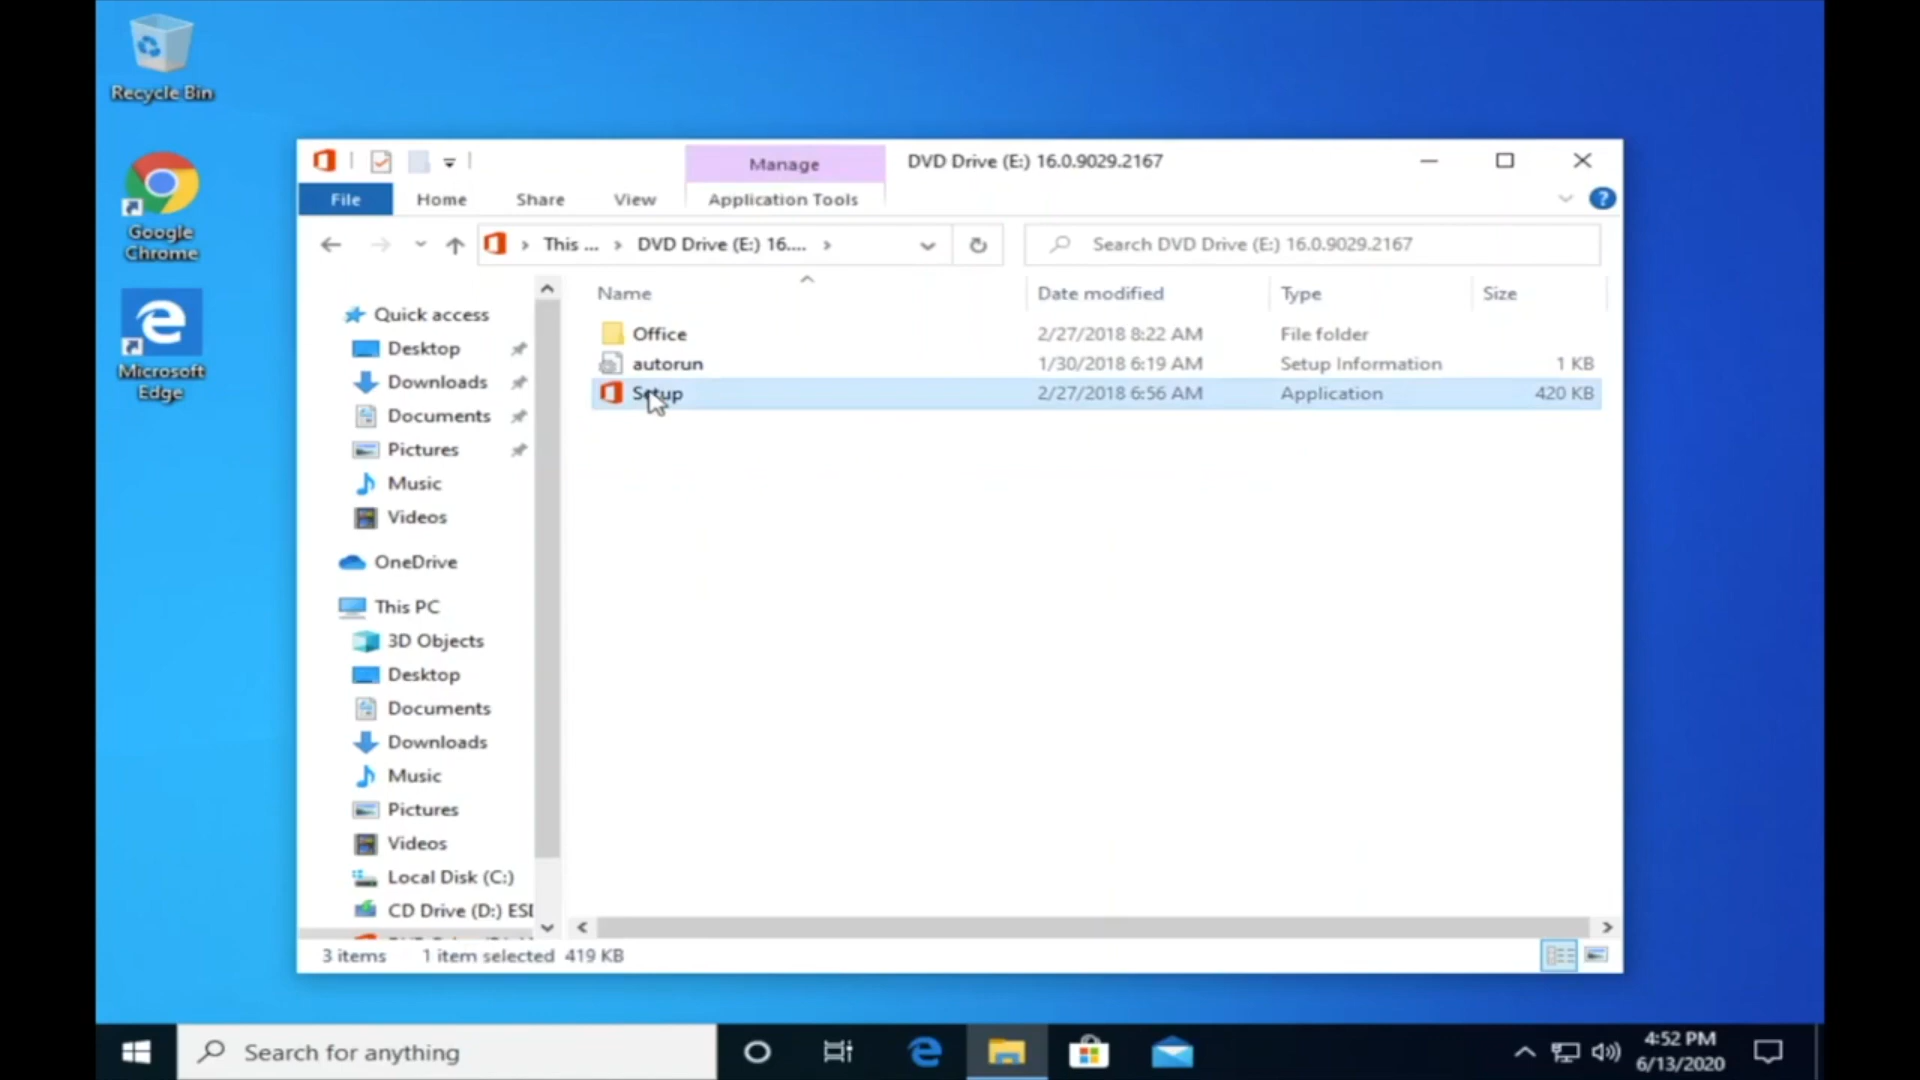 Recycle Bin
Google
Chrome
Microsoft
Edge
Manage
DVD Drive (E:) 16.0.9029.2167
File
Home
Share
View
Application Tools
This ...
DVD Drive (E:) 16....
Search DVD Drive (E:) 16.0.9029.2167
Name
Date modified
Type
Size
Office
2/27/2018 8:22 AM
File folder
autorun
1/30/2018 6:19 AM
Setup Information
1 KB
Setup
2/27/2018 6:56 AM
Application
420 KB
Quick access
Desktop
Downloads
Documents
Pictures
Music
Videos
OneDrive
This PC
3D Objects
Desktop
Documents
Downloads
Music
Pictures
Videos
Local Disk (C:)
CD Drive (D:) ESD
3 items
1 item selected 419 KB
Search for anything
4:52 PM
6/13/2020